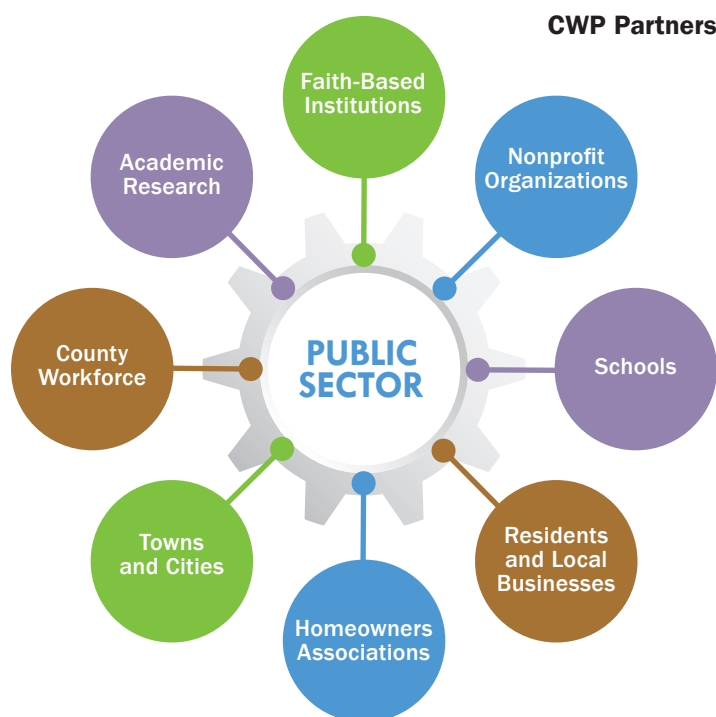 CWP Partners
Faith-Based
Institutions
Nonprofit
Organizations
Schools
Residents
and Local
Businesses
Homeowners
Associations
Towns
and Cities
County
Workforce
Academic
Research
PUBLIC
SECTOR